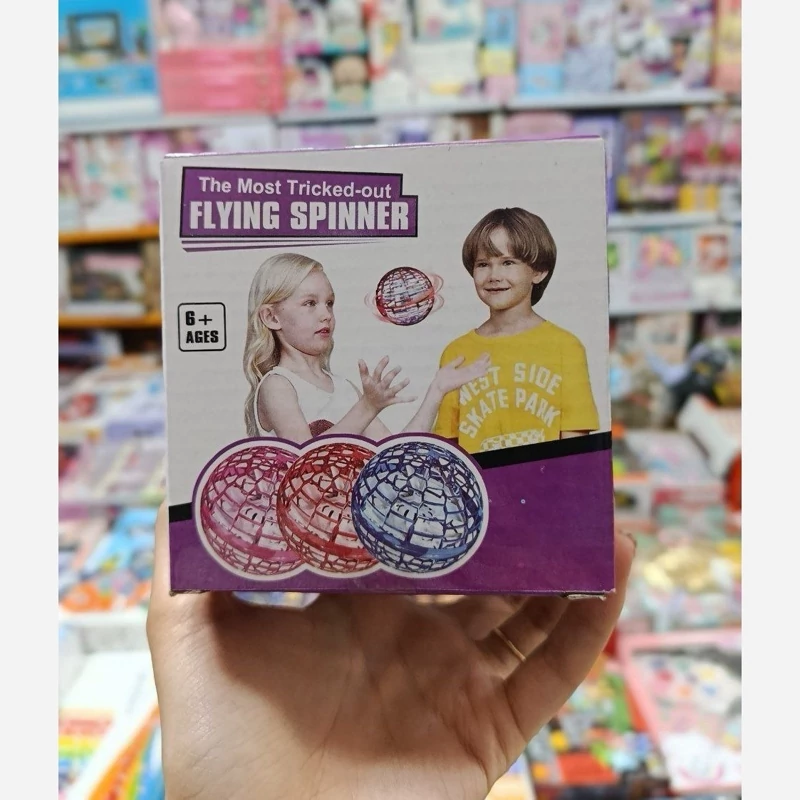 The Most Tricked-out
FLYING SPINNER
6+
AGES
WEST SIDE
SKATE PARK